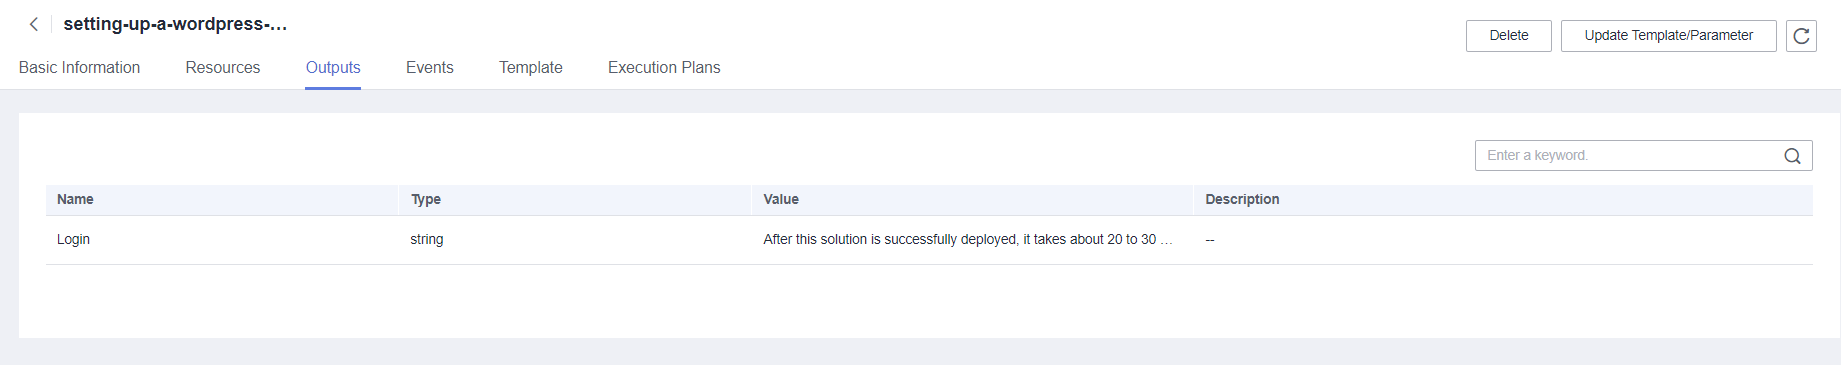 setting-up-a-wordpress-...
Delete
Update Template/Parameter
Basic Information Resources Outputs Events Template Execution Plans
Enter a keyword.
Name Type Value Description
Login string After this solution is successfully deployed, it takes about 20 to 30 ... --